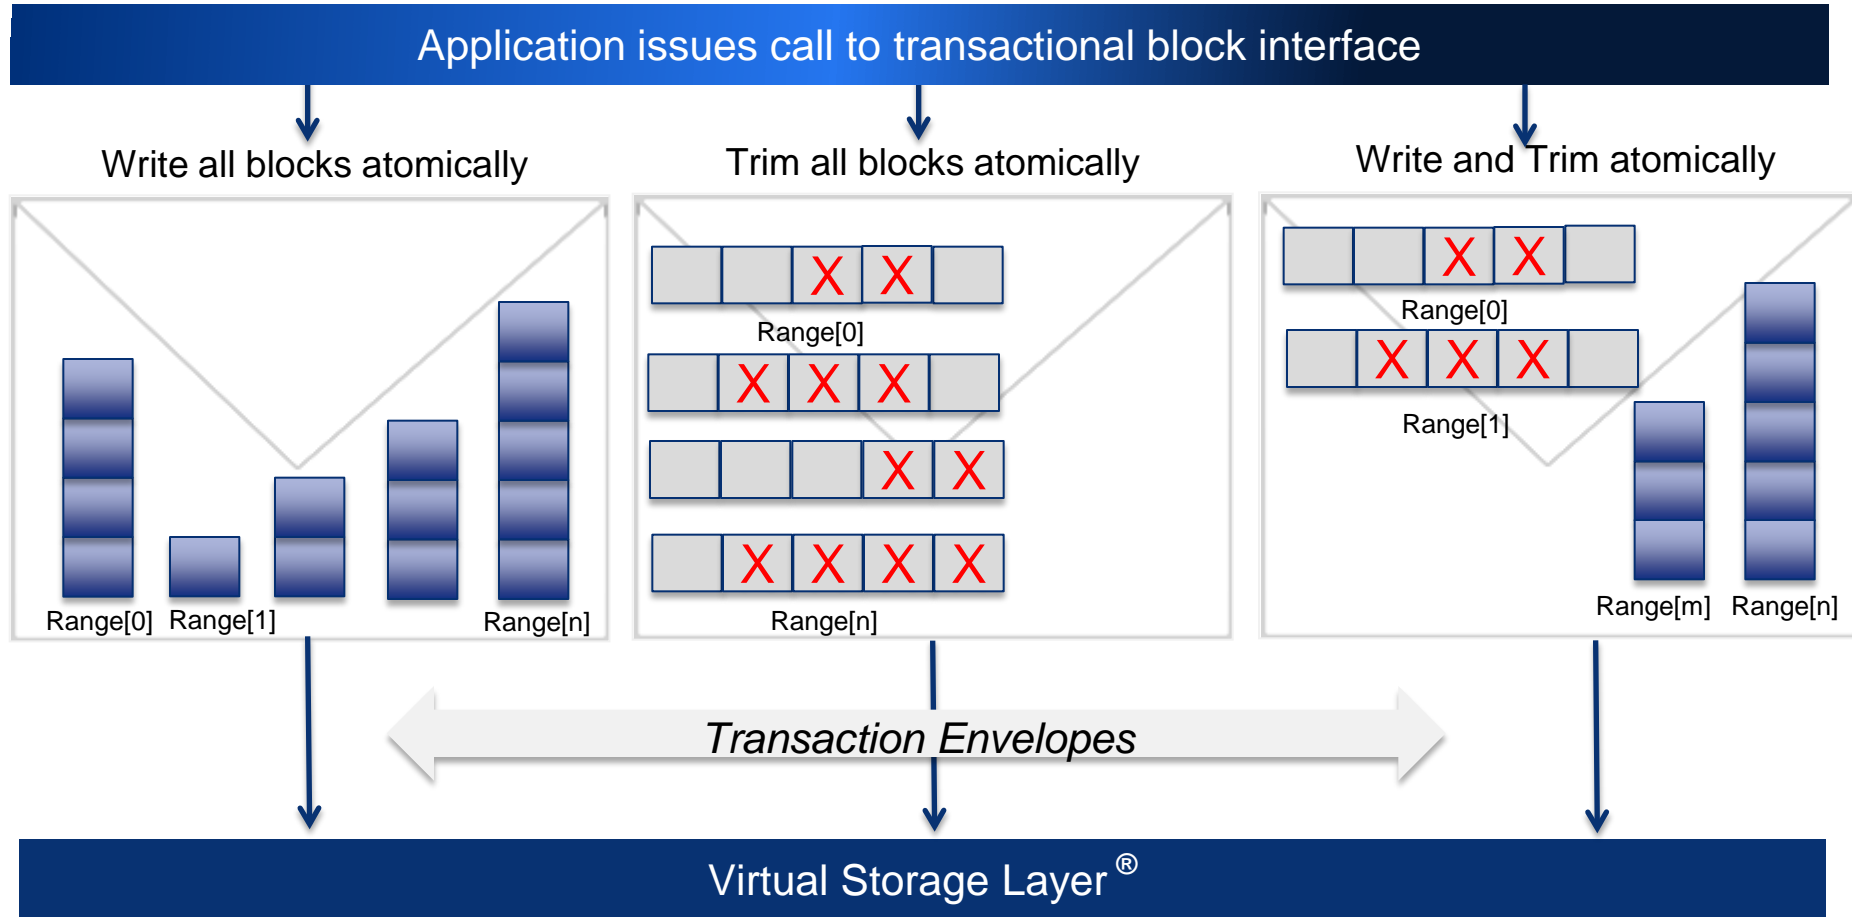 Application issues call to transactional block interface
Write all blocks atomically
Trim all blocks atomically
Write and Trim atomically
Range[0]
Range[1]
Range[n]
X X
Range[0]
X X X
X X
X X X X
Range[n]
X X
Range[0]
X X X
Range[1]
Range[m]
Range[n]
Transaction Envelopes
Virtual Storage Layer ®